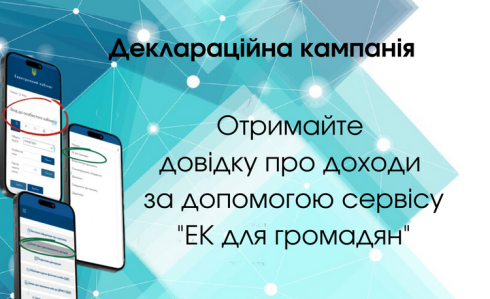 Деклараційна кампанія
Отримайте
довідку про доходи
за допомогою сервісу
"ЕК для громадян"